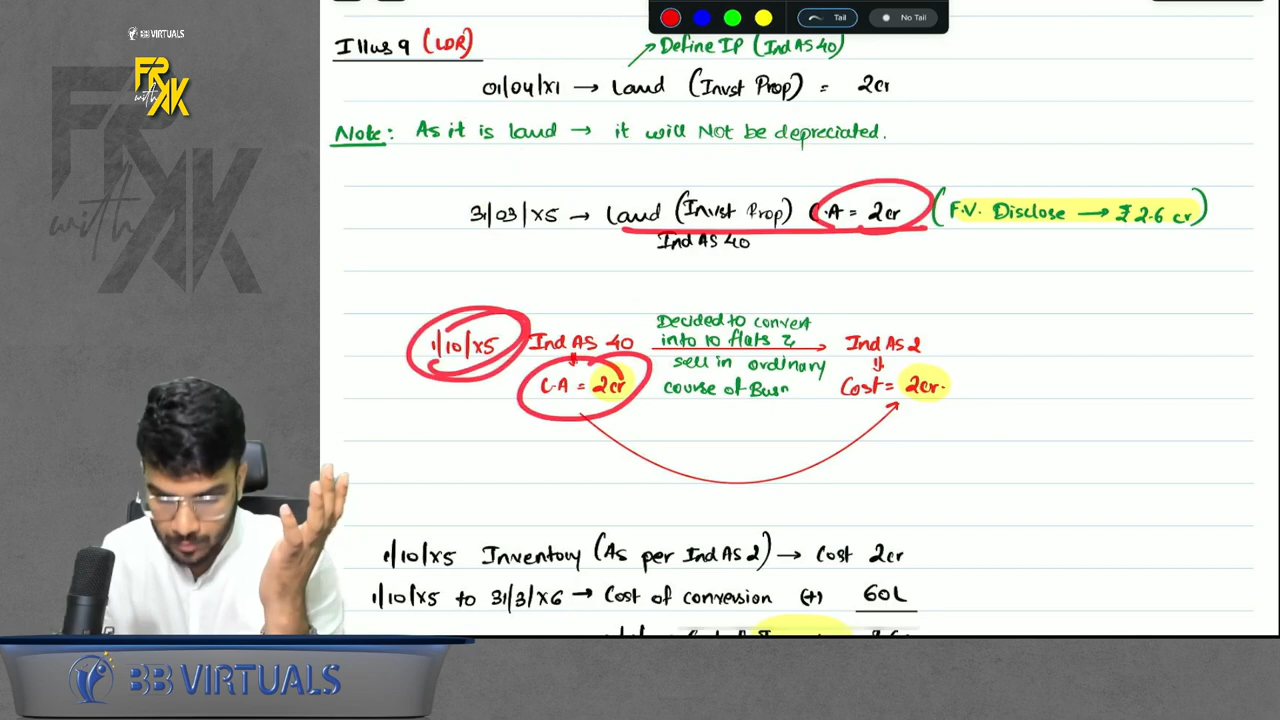 Tail
No Tail
BB VIRTUALS
FR
with
AK
Illus 9 (LDR)
Define IP (Ind AS 40)
01/04/X1 → Land (Invst Prop) = 2cr
Note: As it is land → it will Not be depreciated.
31/03/X5 → Land (Invst Prop) C.A = 2cr (F.V. Disclose → ₹2.6 cr)
Ind AS 40
1/10/X5 Ind AS 40 Decided to convert into 10 flats & sell in ordinary course of Busn Ind AS 2
C.A = 2cr
Cost = 2cr.
1/10/X5 Inventory (As per Ind AS 2) → Cost 2cr
1/10/X5 to 31/3/X6 → Cost of conversion (+) 60L
BB VIRTUALS